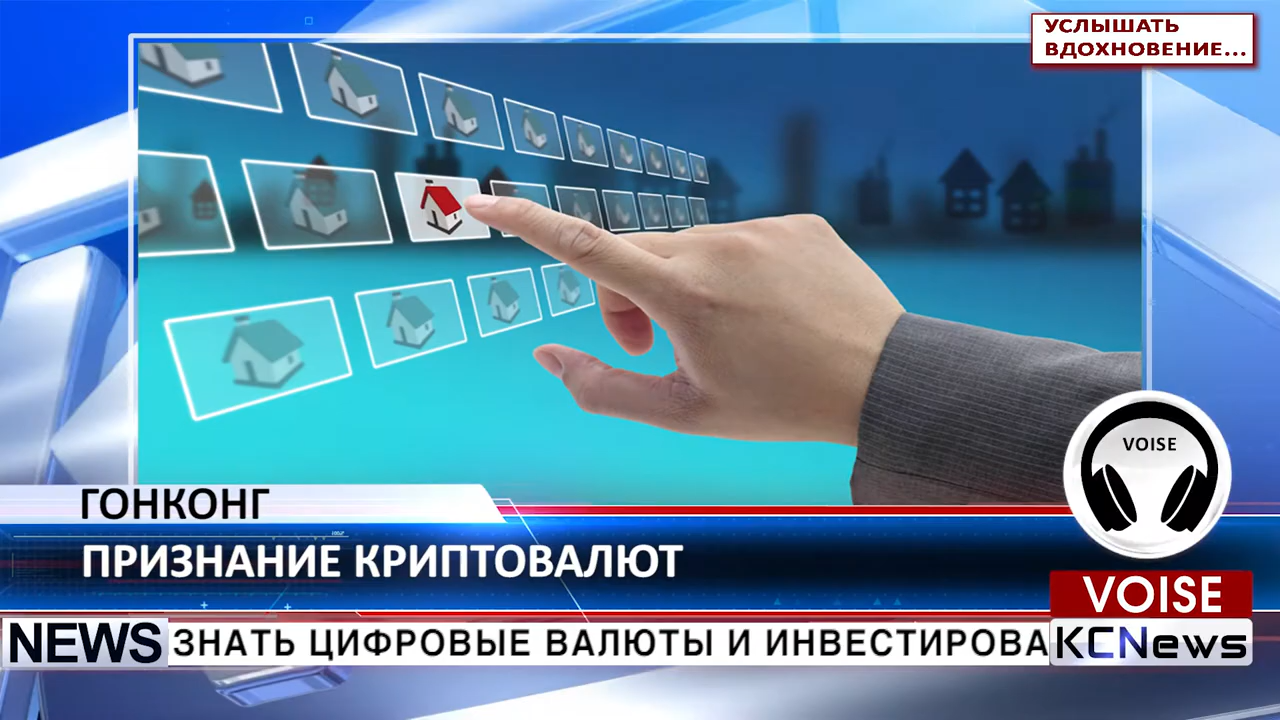 УСЛЫШАТЬ
ВДОХНОВЕНИЕ...
VOISE
ГОНКОНГ
ПРИЗНАНИЕ КРИПТОВАЛЮТ
VOISE
NEWS ЗНАТЬ ЦИФРОВЫЕ ВАЛЮТЫ И ИНВЕСТИРОВА
KCNews